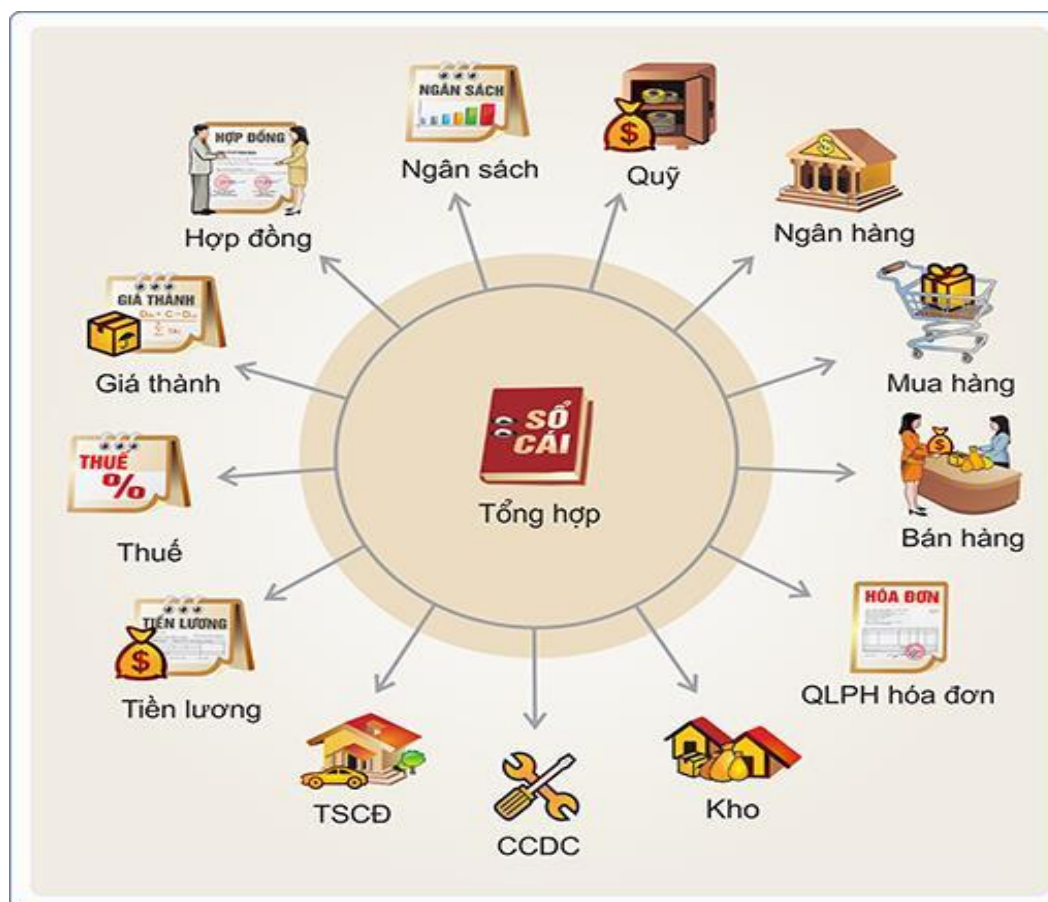 NGÂN SÁCH
Ngân sách
Quỹ
HỢP ĐỒNG
Hợp đồng
Ngân hàng
GIÁ THÀNH
Giá thành
Mua hàng
SỔ
CÁI
Tổng hợp
THUẾ
%
Thuế
Bán hàng
TIỀN LƯƠNG
Tiền lương
HÓA ĐƠN
QLPH hóa đơn
TSCĐ
CCDC
Kho